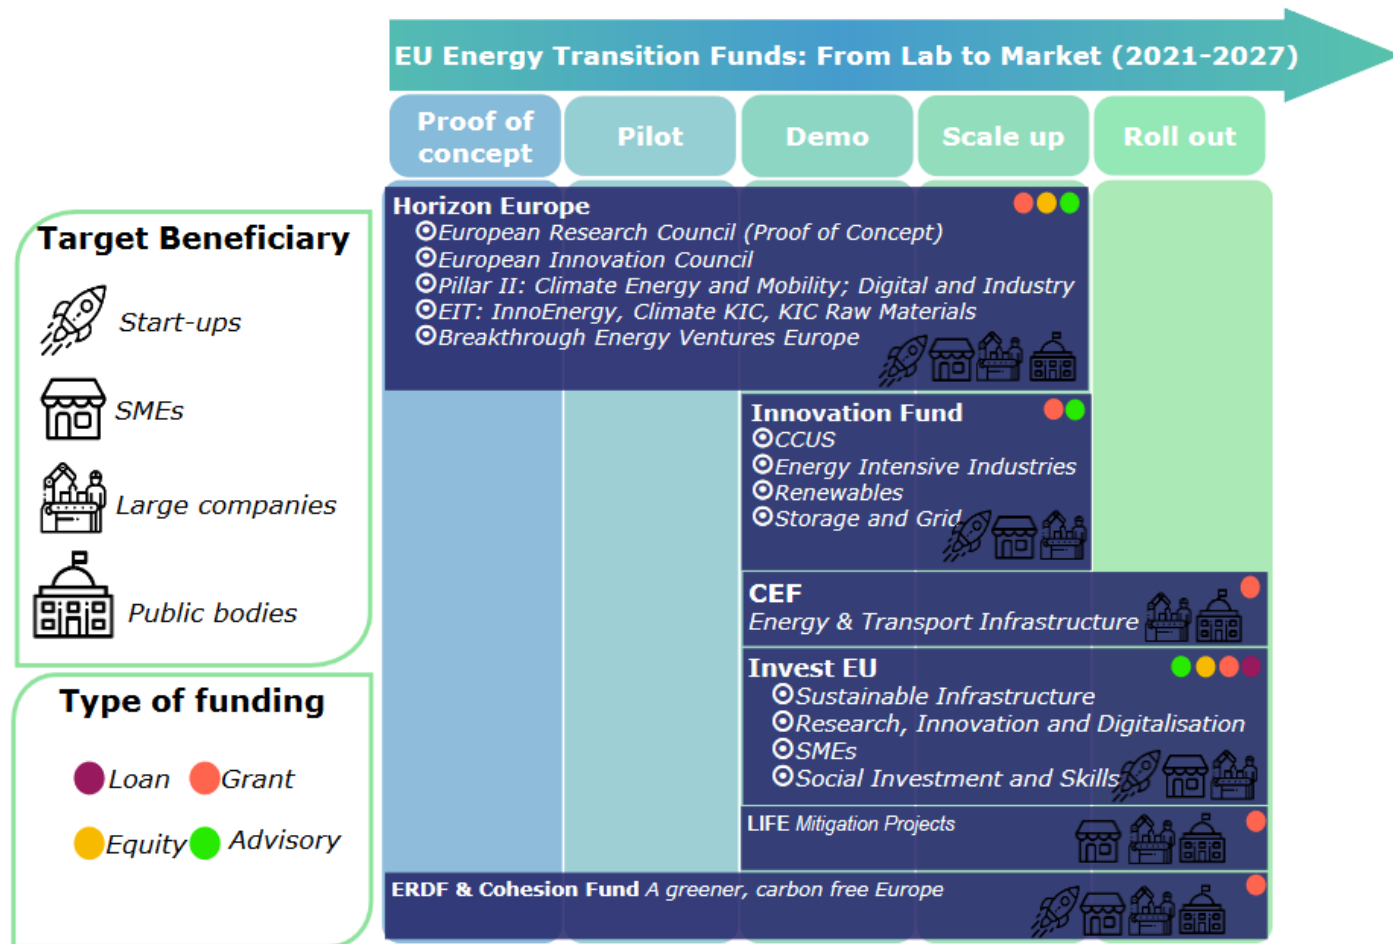 EU Energy Transition Funds: From Lab to Market (2021-2027)
Proof of
concept
Pilot
Demo
Scale up
Roll out
Target Beneficiary
Start-ups
SMEs
Large companies
Public bodies
Type of funding
Loan
Grant
Equity
Advisory
Horizon Europe
European Research Council (Proof of Concept)
European Innovation Council
Pillar II: Climate Energy and Mobility; Digital and Industry
EIT: InnoEnergy, Climate KIC, KIC Raw Materials
Breakthrough Energy Ventures Europe
Innovation Fund
CCUS
Energy Intensive Industries
Renewables
Storage and Grid
CEF
Energy & Transport Infrastructure
Invest EU
Sustainable Infrastructure
Research, Innovation and Digitalisation
SMEs
Social Investment and Skills
LIFE Mitigation Projects
ERDF & Cohesion Fund A greener, carbon free Europe